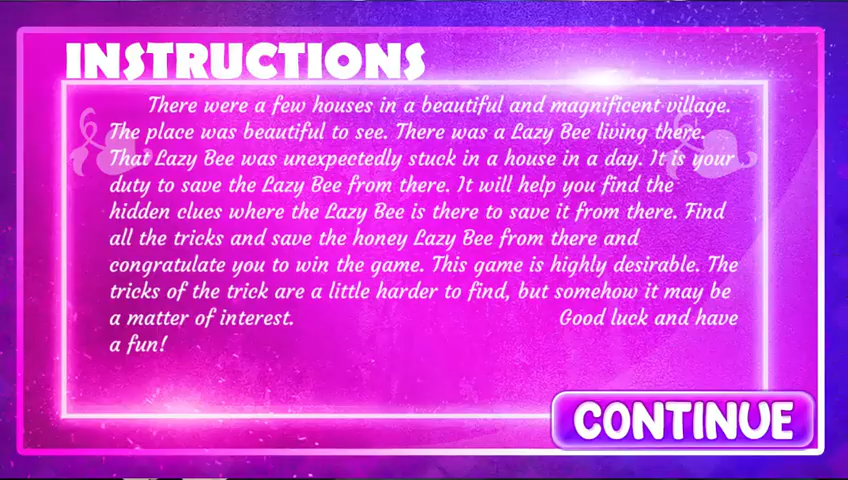 INSTRUCTIONS
There were a few houses in a beautiful and magnificent village.
The place was beautiful to see. There was a Lazy Bee living there.
That Lazy Bee was unexpectedly stuck in a house in a day. It is your
duty to save the Lazy Bee from there. It will help you find the
hidden clues where the Lazy Bee is there to save it from there. Find
all the tricks and save the honey Lazy Bee from there and
congratulate you to win the game. This game is highly desirable. The
tricks of the trick are a little harder to find, but somehow it may be
a matter of interest. Good luck and have
a fun!
CONTINUE